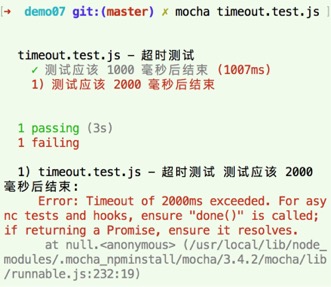 ➜ demo07 git:(master) ✗ mocha timeout.test.js
timeout.test.js - 超时测试
✓ 测试应该 1000 毫秒后结束 (1007ms)
1) 测试应该 2000 毫秒后结束
1 passing (3s)
1 failing
1) timeout.test.js - 超时测试 测试应该 2000
毫秒后结束:
Error: Timeout of 2000ms exceeded. For asy
nc tests and hooks, ensure "done()" is called;
if returning a Promise, ensure it resolves.
at null.<anonymous> (/usr/local/lib/node_
modules/.mocha_npminstall/mocha/3.4.2/mocha/lib
/runnable.js:232:19)